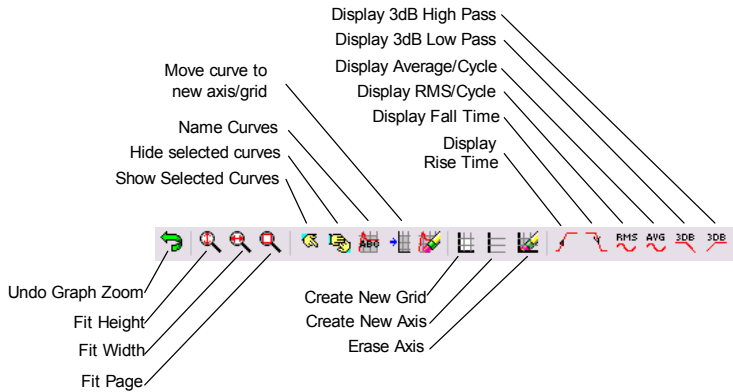 Display 3dB High Pass
Display 3dB Low Pass
Display Average/Cycle
Display RMS/Cycle
Display Fall Time
Display
Rise Time
Move curve to
new axis/grid
Name Curves
Hide selected curves
Show Selected Curves
ABC
RMS AVG 3DB 3DB
Undo Graph Zoom
Fit Height
Fit Width
Fit Page
Create New Grid
Create New Axis
Erase Axis